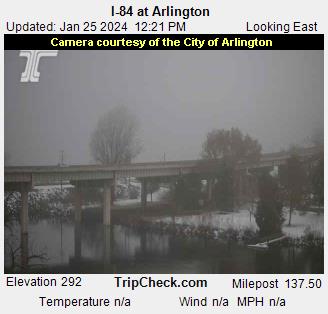 I-84 at Arlington
Updated: Jan 25 2024 12:21 PM Looking East
Camera courtesy of the City of Arlington
Elevation 292 TripCheck.com Milepost 137.50
Temperature n/a Wind n/a MPH n/a